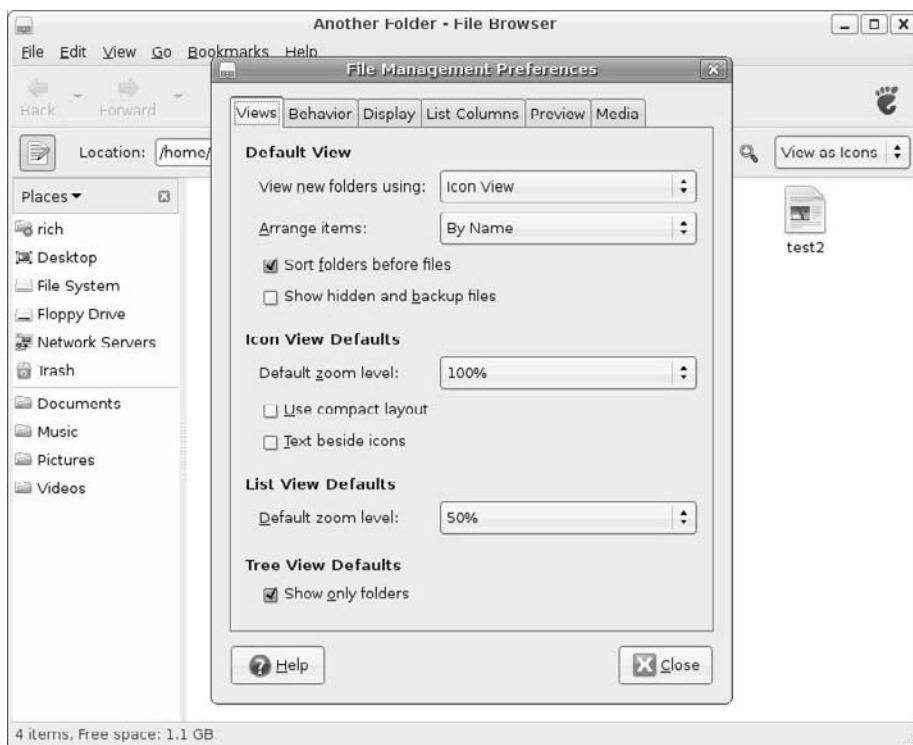 Another Folder - File Browser
File Edit View Go Bookmarks Help
File Management Preferences
Back Forward
Views Behavior Display List Columns Preview Media
Location: /home/
View as Icons
Default View
View new folders using: Icon View
Arrange items: By Name
Sort folders before files
Show hidden and backup files
Icon View Defaults
Default zoom level: 100%
Use compact layout
Text beside icons
List View Defaults
Default zoom level: 50%
Tree View Defaults
Show only folders
Help Close
Places
rich
Desktop
File System
Floppy Drive
Network Servers
Trash
Documents
Music
Pictures
Videos
test2
4 items, Free space: 1.1 GB